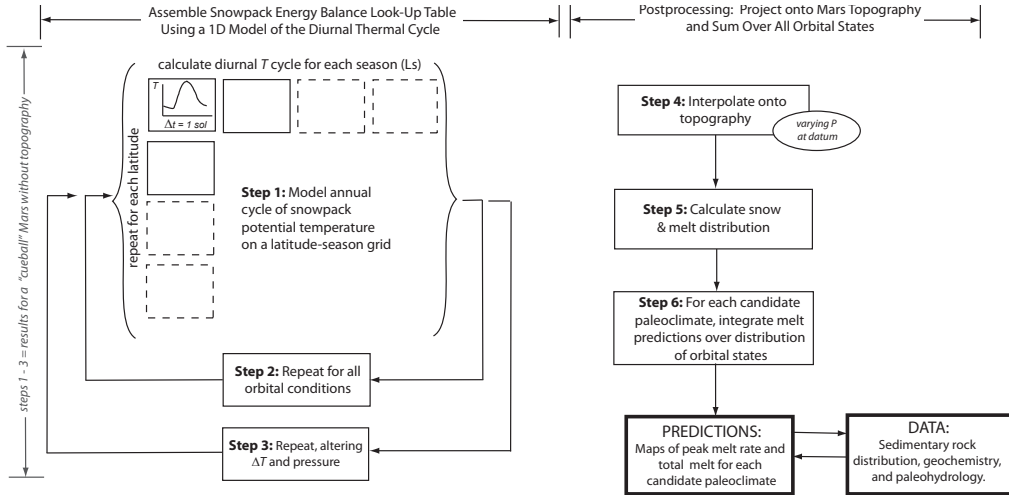 Assemble Snowpack Energy Balance Look-Up Table
Using a 1D Model of the Diurnal Thermal Cycle
Postprocessing: Project onto Mars Topography
and Sum Over All Orbital States
steps 1 - 3 = results for a "cueball" Mars without topography
calculate diurnal T cycle for each season (Ls)
T
Δt = 1 sol
repeat for each latitude
Step 1: Model annual
cycle of snowpack
potential temperature
on a latitude-season grid
Step 2: Repeat for all
orbital conditions
Step 3: Repeat, altering
ΔT and pressure
Step 4: Interpolate onto
topography
varying P
at datum
Step 5: Calculate snow
& melt distribution
Step 6: For each candidate
paleoclimate, integrate melt
predictions over distribution
of orbital states
PREDICTIONS:
Maps of peak melt rate and
total melt for each
candidate paleoclimate
DATA:
Sedimentary rock
distribution, geochemistry,
and paleohydrology.